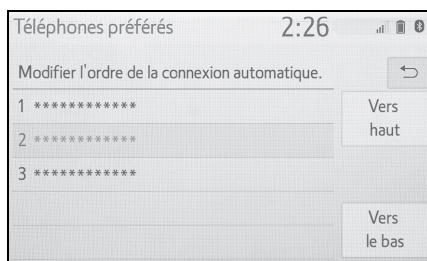 Téléphones préférés 2:26
Modifier l'ordre de la connexion automatique.
1 ************
2 ************
3 ************
Vers
haut
Vers
le bas